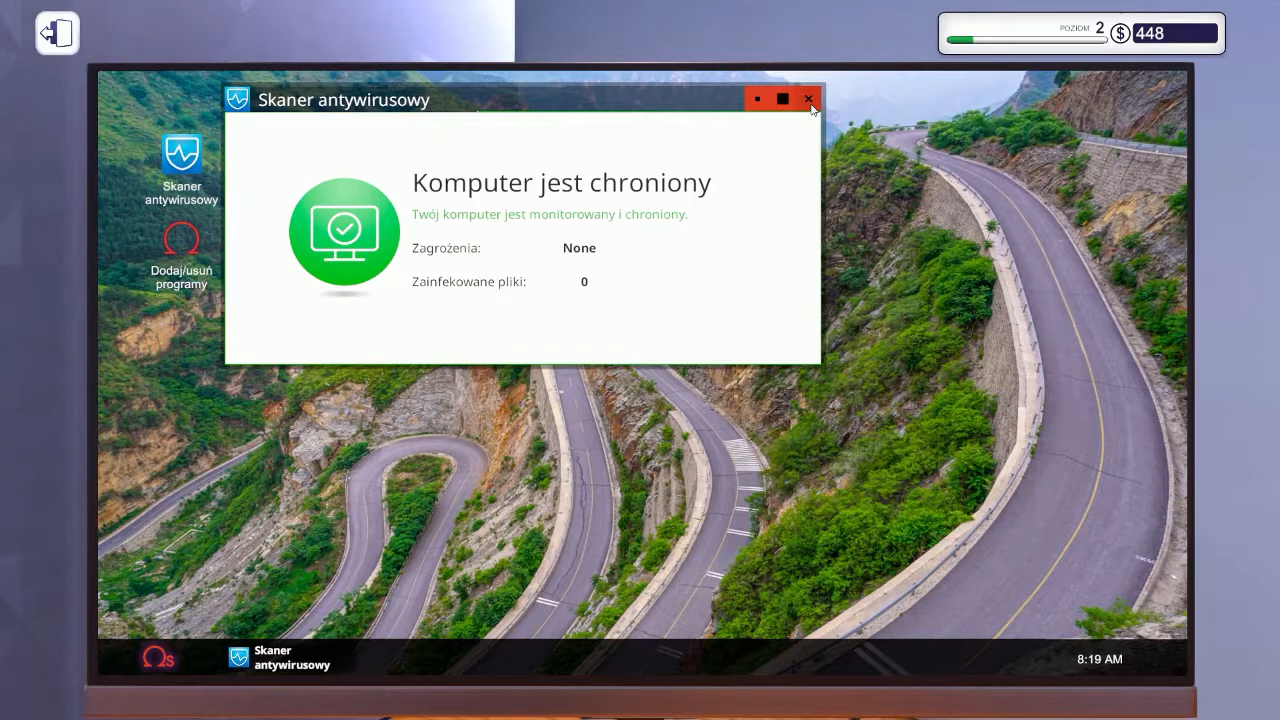 POZIOM 2
$ 448
Skaner antywirusowy
Skaner
antywirusowy
Dodaj/usuń
programy
Komputer jest chroniony
Twój komputer jest monitorowany i chroniony.
Zagrożenia: None
Zainfekowane pliki: 0
Ωs
Skaner
antywirusowy
8:19 AM